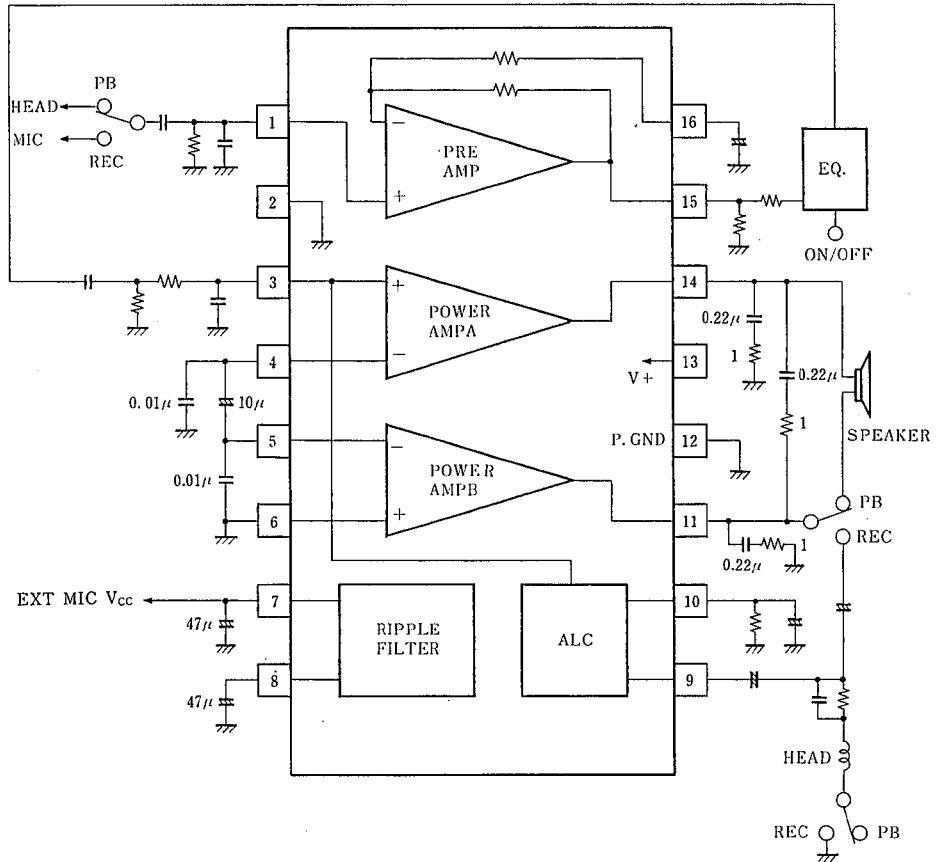 PB
HEAD
MIC
REC
1
2
3
4
5
6
7
8
PRE
AMP
POWER
AMPA
POWER
AMPB
RIPPLE
FILTER
ALC
V+
P.GND
16
15
14
13
12
11
10
9
EQ.
ON/OFF
0.01μ
10μ
0.01μ
EXT MIC Vcc
47μ
47μ
0.22μ
1
0.22μ
1
SPEAKER
PB
REC
0.22μ
1
HEAD
REC
PB